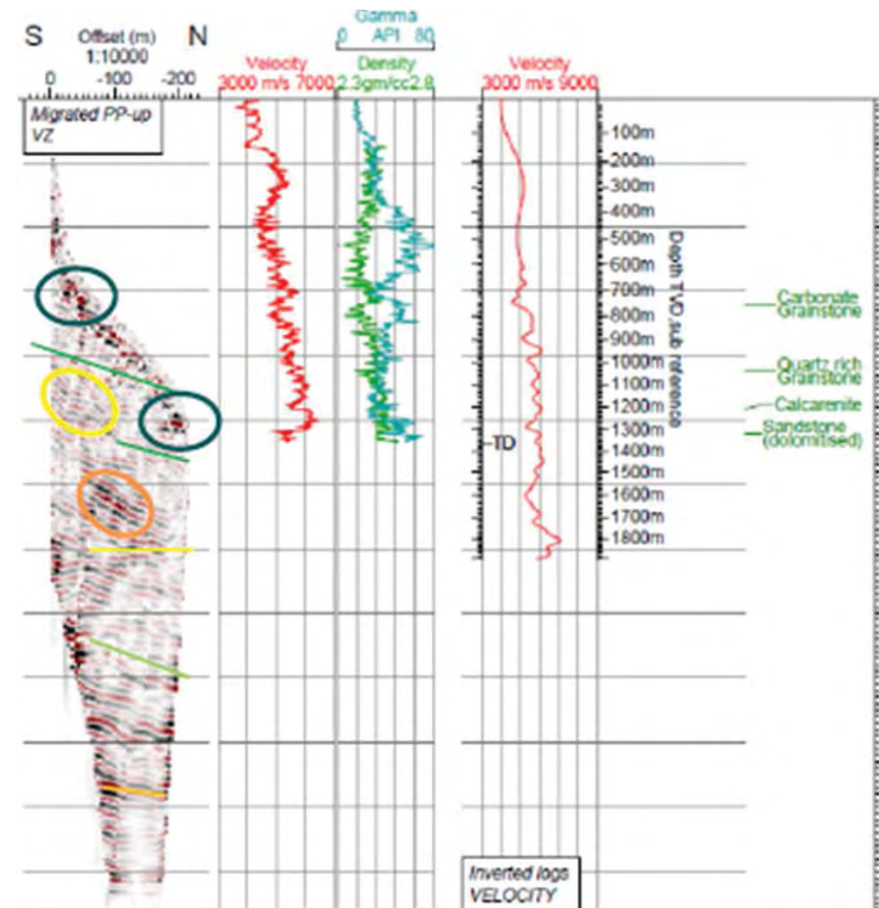 S Offset (m) N
1:10000
0 -100 -200
Migrated PP-up
VZ
Velocity
3000 m/s 7000
Gamma
0 API 80
Density
2.3gm/cc2.8
Velocity
3000 m/s 9000
100m
200m
300m
400m
500m
600m
700m
800m
900m
1000m
1100m
1200m
1300m
1400m
1500m
1600m
1700m
1800m
TD
Depth TVD,sub reference
Carbonate
Grainstone
Quartz rich
Grainstone
Calcarenite
Sandstone
(dolomitised)
Inverted logs
VELOCITY